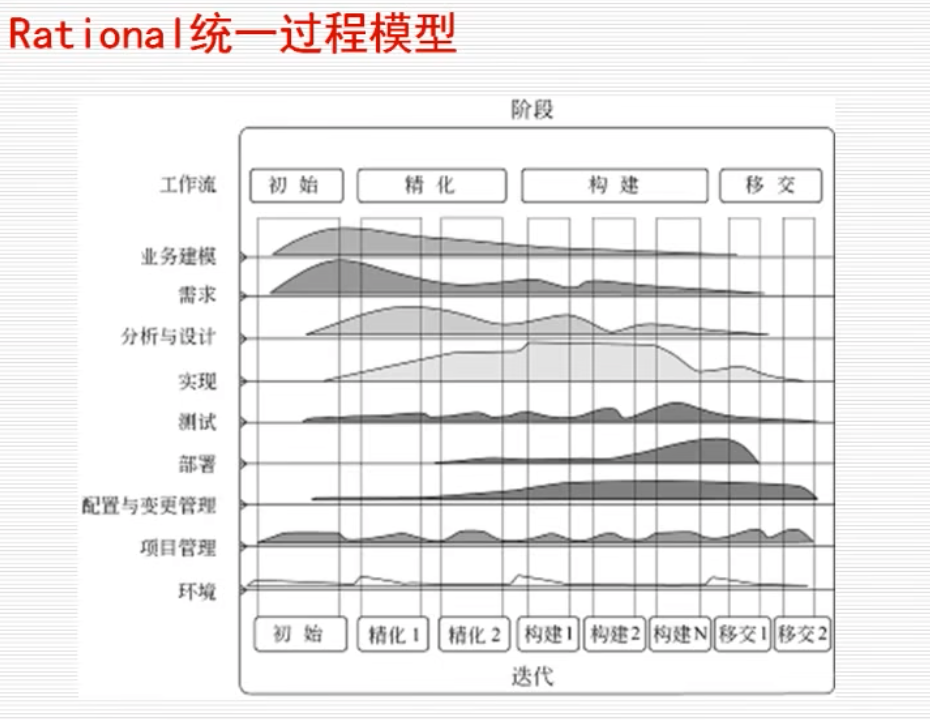 Rational统一过程模型
阶段
工作流 初始 精化 构建 移交
业务建模
需求
分析与设计
实现
测试
部署
配置与变更管理
项目管理
环境
初始 精化1 精化2 构建1 构建2 构建N 移交1 移交2
迭代